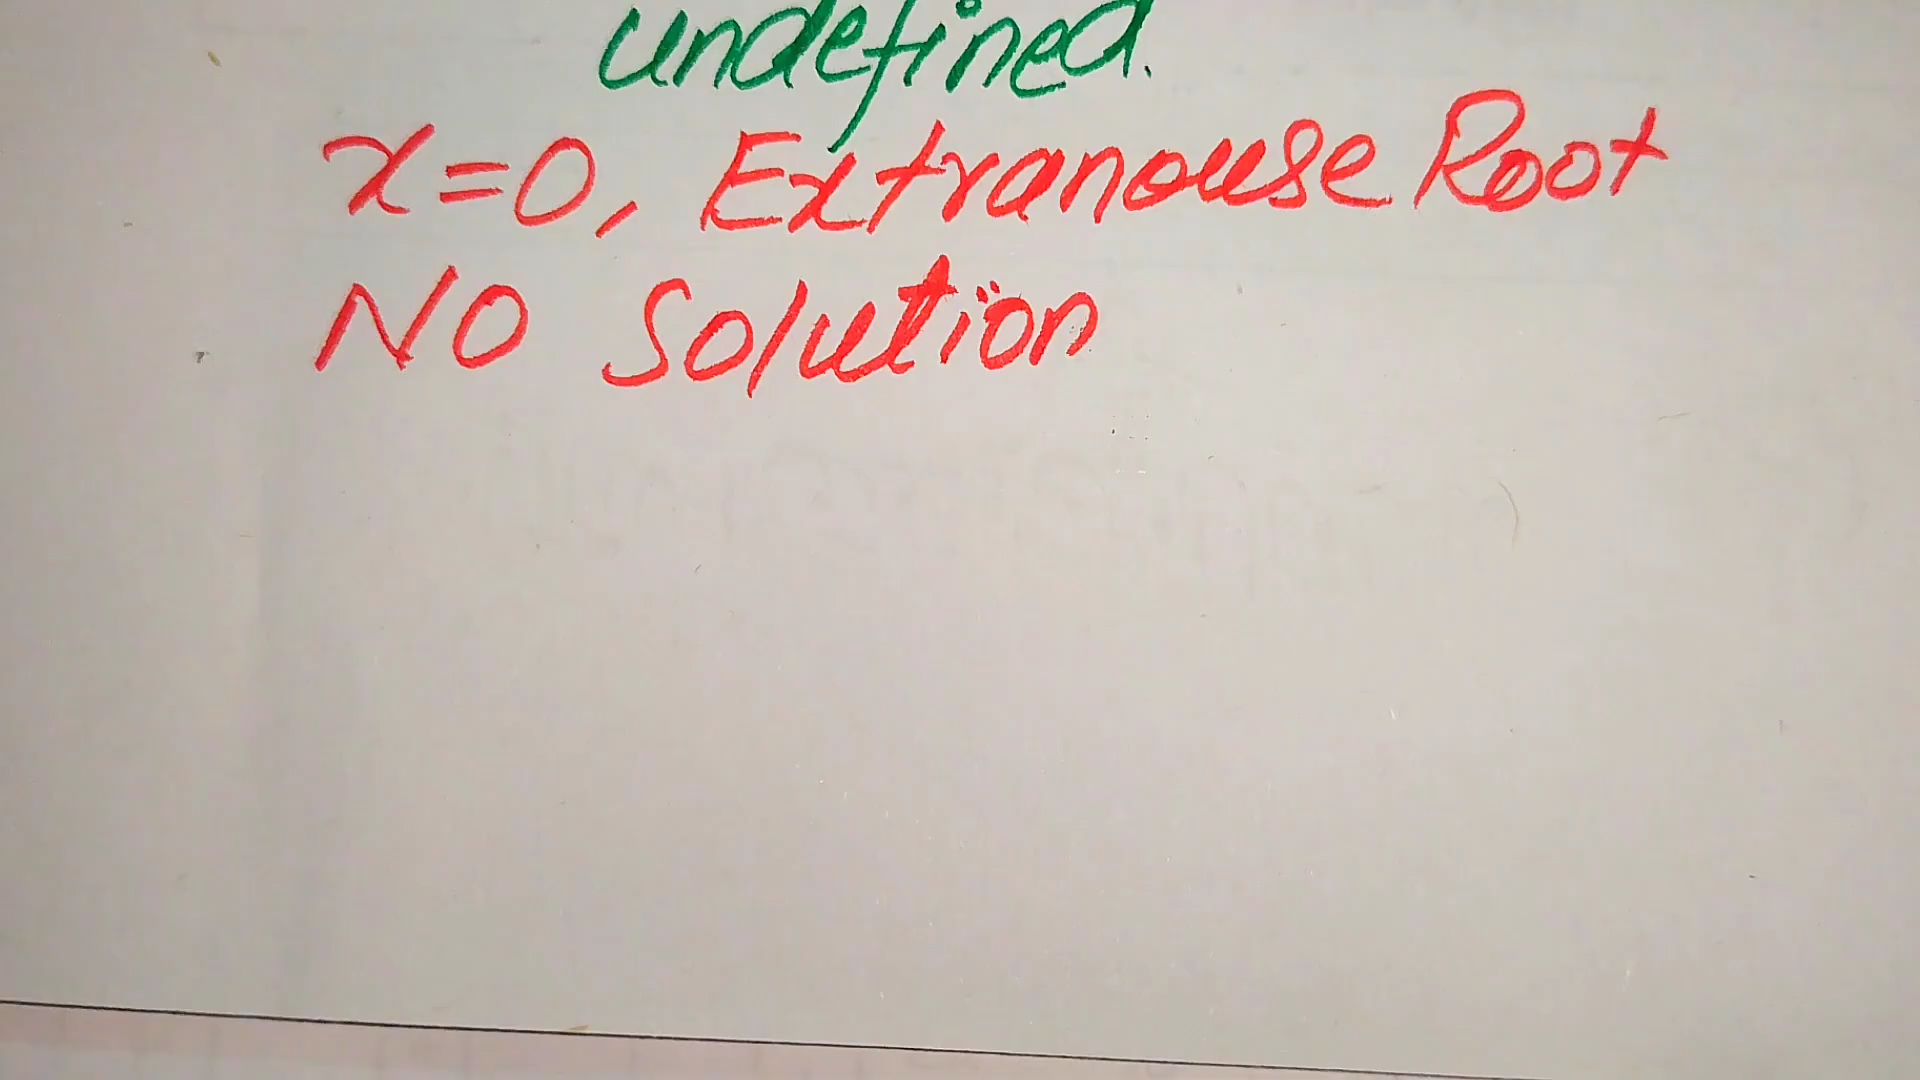 undefined.
x=0, Extranouse Root
NO Solution